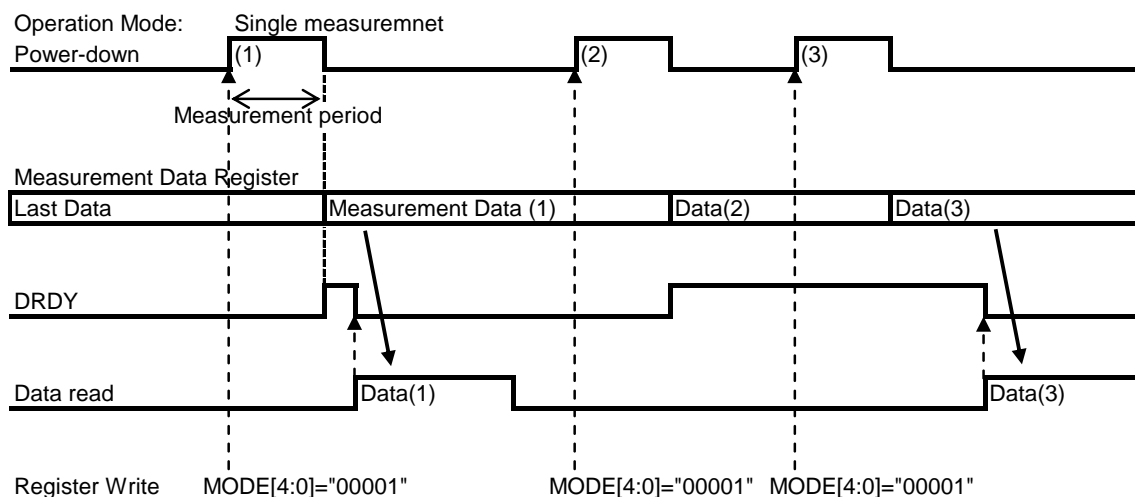 Operation Mode: Single measuremnet
Power-down (1) (2) (3)
Measurement period
Measurement Data Register
Last Data Measurement Data (1) Data(2) Data(3)
DRDY
Data read Data(1) Data(3)
Register Write MODE[4:0]="00001" MODE[4:0]="00001" MODE[4:0]="00001"